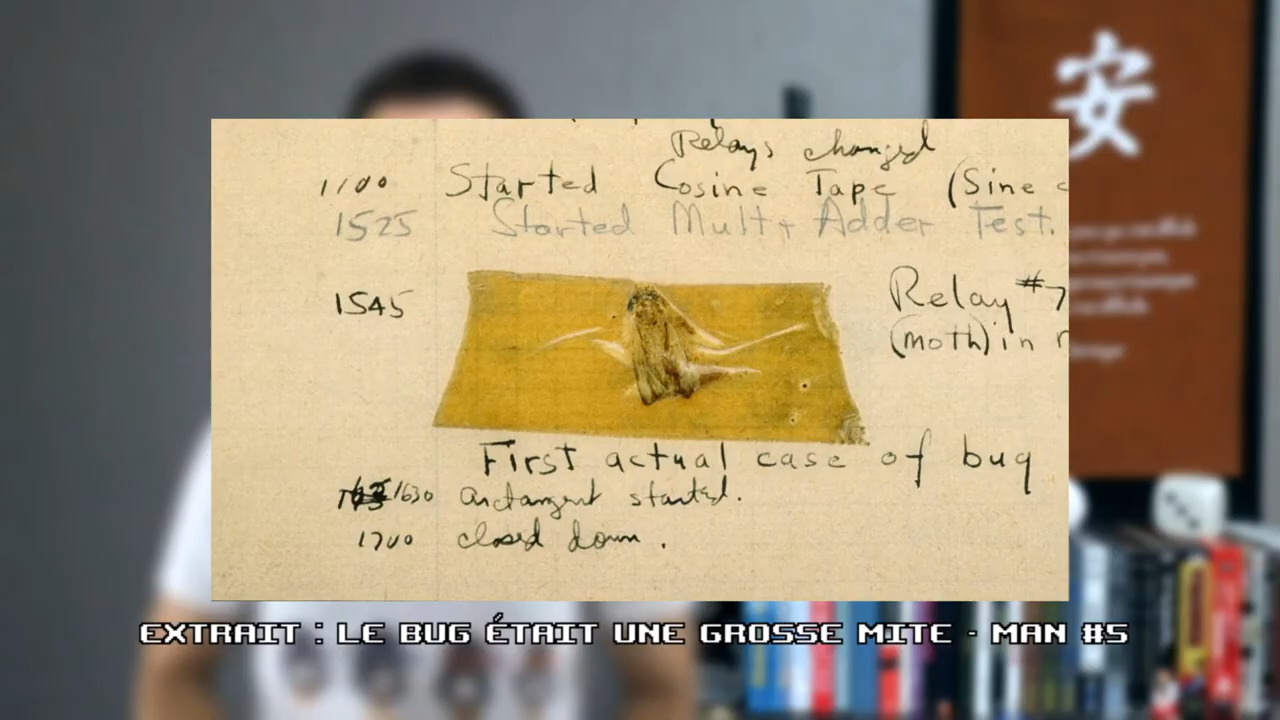 安
Relays changed
1100 Started Cosine Tape (Sine c
1525 Started Mult+ Adder Test.
1545 Relay #7
(moth) in r
First actual case of bug
1630 arctangent started.
1700 closed down.
EXTRAIT : LE BUG ÉTAIT UNE GROSSE MITE - MAN #5